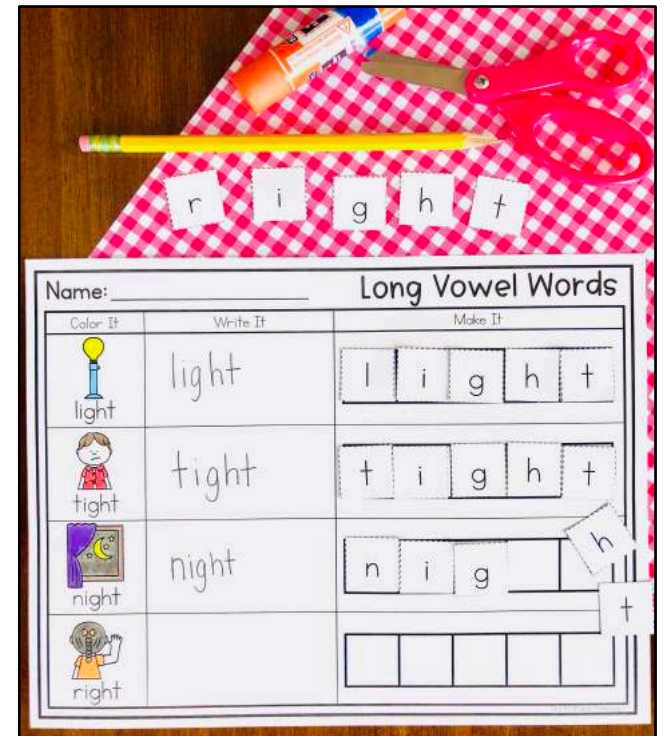 r i g h t
Name: Long Vowel Words
Color It Write It Make It
light light l i g h t
tight tight t i g h t
night night n i g h
t
right